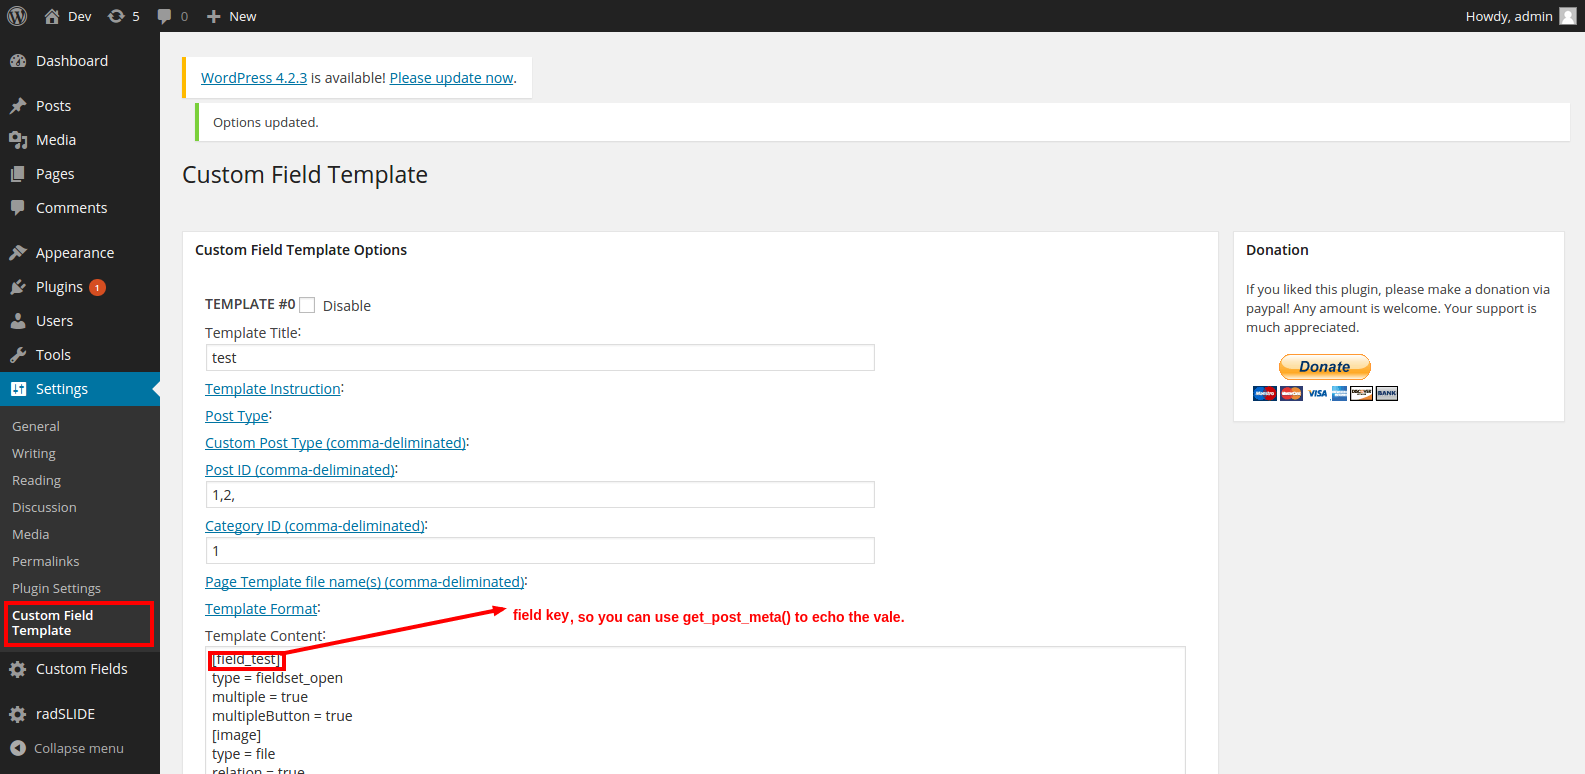 Dev 5 0 New
Howdy, admin
Dashboard
Posts
Media
Pages
Comments
Appearance
Plugins 1
Users
Tools
Settings
General
Writing
Reading
Discussion
Media
Permalinks
Plugin Settings
Custom Field
Template
Custom Fields
radSLIDE
Collapse menu
WordPress 4.2.3 is available! Please update now.
Options updated.
Custom Field Template
Custom Field Template Options
TEMPLATE #0 Disable
Template Title:
test
Template Instruction:
Post Type:
Custom Post Type (comma-deliminated):
Post ID (comma-deliminated):
1,2,
Category ID (comma-deliminated):
1
Page Template file name(s) (comma-deliminated):
Template Format:
field key, so you can use get_post_meta() to echo the vale.
Template Content:
[field_test]
type = fieldset_open
multiple = true
multipleButton = true
[image]
type = file
relation = true
Donation
If you liked this plugin, please make a donation via
paypal! Any amount is welcome. Your support is
much appreciated.
Donate
VISA
BANK